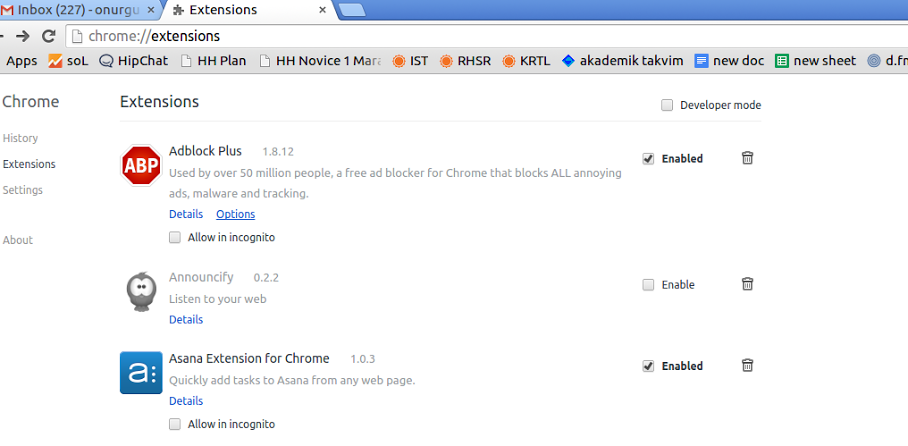 Inbox (227) - onurgu
Extensions
chrome://extensions
Apps soL HipChat HH Plan HH Novice 1 Mara IST RHSR KRTL akademik takvim new doc new sheet d.fm
Chrome
History
Extensions
Settings
About
Extensions
Developer mode
ABP
Adblock Plus 1.8.12
Enabled
Used by over 50 million people, a free ad blocker for Chrome that blocks ALL annoying
ads, malware and tracking.
Details Options
Allow in incognito
Announcify 0.2.2
Enable
Listen to your web
Details
a:
Asana Extension for Chrome 1.0.3
Enabled
Quickly add tasks to Asana from any web page.
Details
Allow in incognito